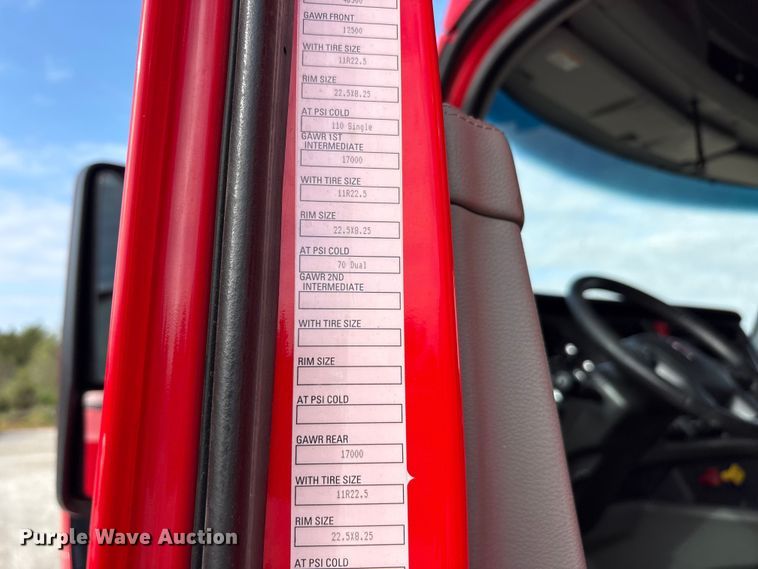 GAWR FRONT
12500
WITH TIRE SIZE
11R22.5
RIM SIZE
22.5X8.25
AT PSI COLD
110 Single
GAWR 1ST
INTERMEDIATE
17000
WITH TIRE SIZE
11R22.5
RIM SIZE
22.5X8.25
AT PSI COLD
70 Dual
GAWR 2ND
INTERMEDIATE
WITH TIRE SIZE
RIM SIZE
AT PSI COLD
GAWR REAR
17000
WITH TIRE SIZE
11R22.5
RIM SIZE
22.5X8.25
AT PSI COLD
Purple Wave Auction